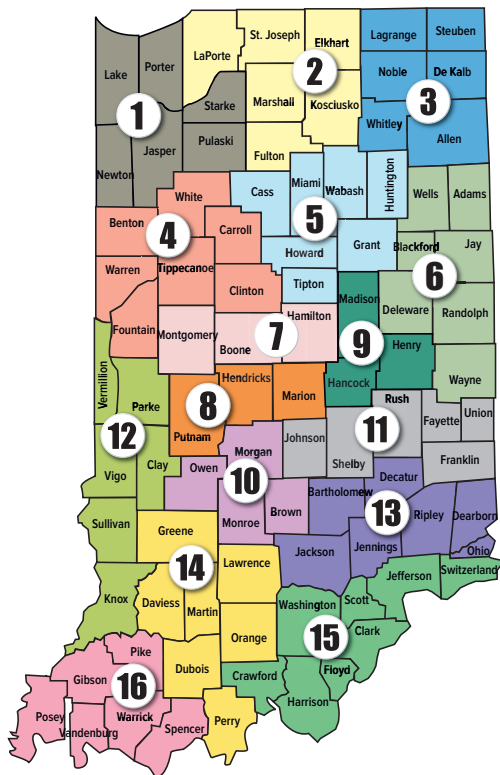 St. Joseph
Lagrange
Steuben
LaPorte
Elkhart
Porter
Lake
Noble
De Kalb
2
3
Starke
Marshall
Kosciusko
1
Whitley
Allen
Pulaski
Jasper
Fulton
Newton
Miami
Wabash
Huntington
White
Cass
Wells
Adams
Benton
4
Carroll
5
Howard
Grant
Blackford
Jay
Warren
Tippecanoe
6
Tipton
Clinton
Madison
Deleware
Randolph
Fountain
Montgomery
Hamilton
7
Boone
9
Henry
Vermillion
Hendricks
Hancock
Wayne
Parke
8
Marion
Rush
Union
Fayette
12
Putnam
11
Johnson
Morgan
Shelby
Franklin
Clay
Owen
Vigo
10
Decatur
Bartholomew
Brown
13
Ripley
Dearborn
Sullivan
Greene
Monroe
Jennings
Jackson
Ohio
14
Lawrence
Switzerland
Jefferson
Knox
Daviess
Martin
Washington
Scott
15
Clark
Orange
Pike
Dubois
Floyd
Gibson
16
Crawford
Harrison
Posey
Warrick
Vandenburg
Spencer
Perry